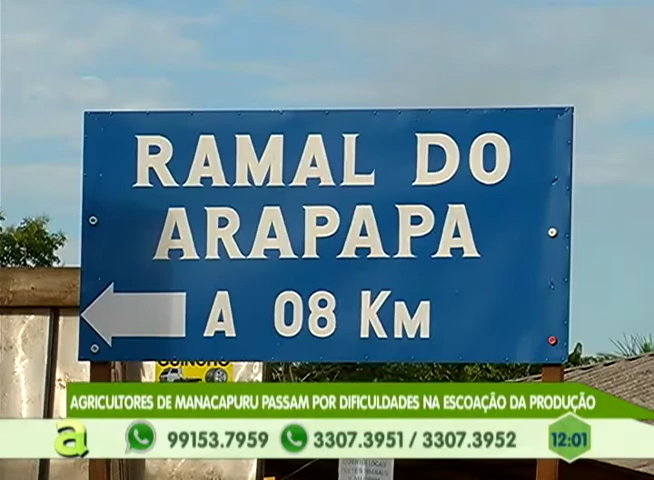 RAMAL DO
ARAPAPA
A 08 KM
GUINCHO
AGRICULTORES DE MANACAPURU PASSAM POR DIFICULDADES NA ESCOAÇÃO DA PRODUÇÃO
a 99153.7959 3307.3951 / 3307.3952 12:01